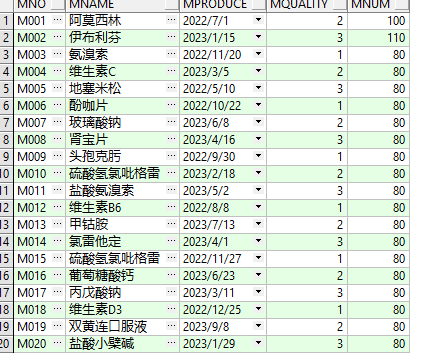 MNO MNAME MPRODUCE MQUALITY MNUM
1 M001 阿莫西林 ... 2022/7/1 2 100
2 M002 伊布利芬 ... 2023/1/15 3 110
3 M003 氨溴索 ... 2022/11/20 1 80
4 M004 维生素C ... 2023/3/5 2 80
5 M005 地塞米松 ... 2022/5/10 3 80
6 M006 酚咖片 ... 2022/10/22 1 80
7 M007 玻璃酸钠 ... 2023/6/8 2 80
8 M008 肾宝片 ... 2023/4/16 3 80
9 M009 头孢克肟 ... 2022/9/30 1 80
10 M010 硫酸氢氯吡格雷 ... 2023/2/18 2 80
11 M011 盐酸氨溴索 ... 2023/5/2 3 80
12 M012 维生素B6 ... 2022/8/8 1 80
13 M013 甲钴胺 ... 2023/7/13 2 80
14 M014 氯雷他定 ... 2023/4/1 3 80
15 M015 硫酸氢氯吡格雷 ... 2022/11/27 1 80
16 M016 葡萄糖酸钙 ... 2023/6/23 2 80
17 M017 丙戊酸钠 ... 2023/3/11 3 80
18 M018 维生素D3 ... 2022/12/25 1 80
19 M019 双黄连口服液 ... 2023/9/8 2 80
20 M020 盐酸小檗碱 ... 2023/1/29 3 80